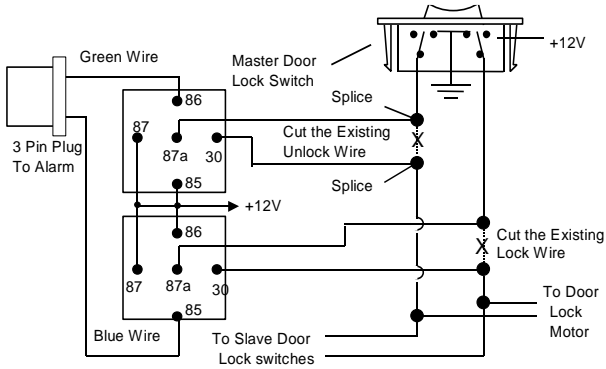 Green Wire
Master Door
Lock Switch
+12V
Splice
86
87
87a
30
Cut the Existing
Unlock Wire
X
3 Pin Plug
To Alarm
85
Splice
+12V
86
Cut the Existing
Lock Wire
X
87
87a
30
85
To Door
Lock
Motor
Blue Wire
To Slave Door
Lock switches